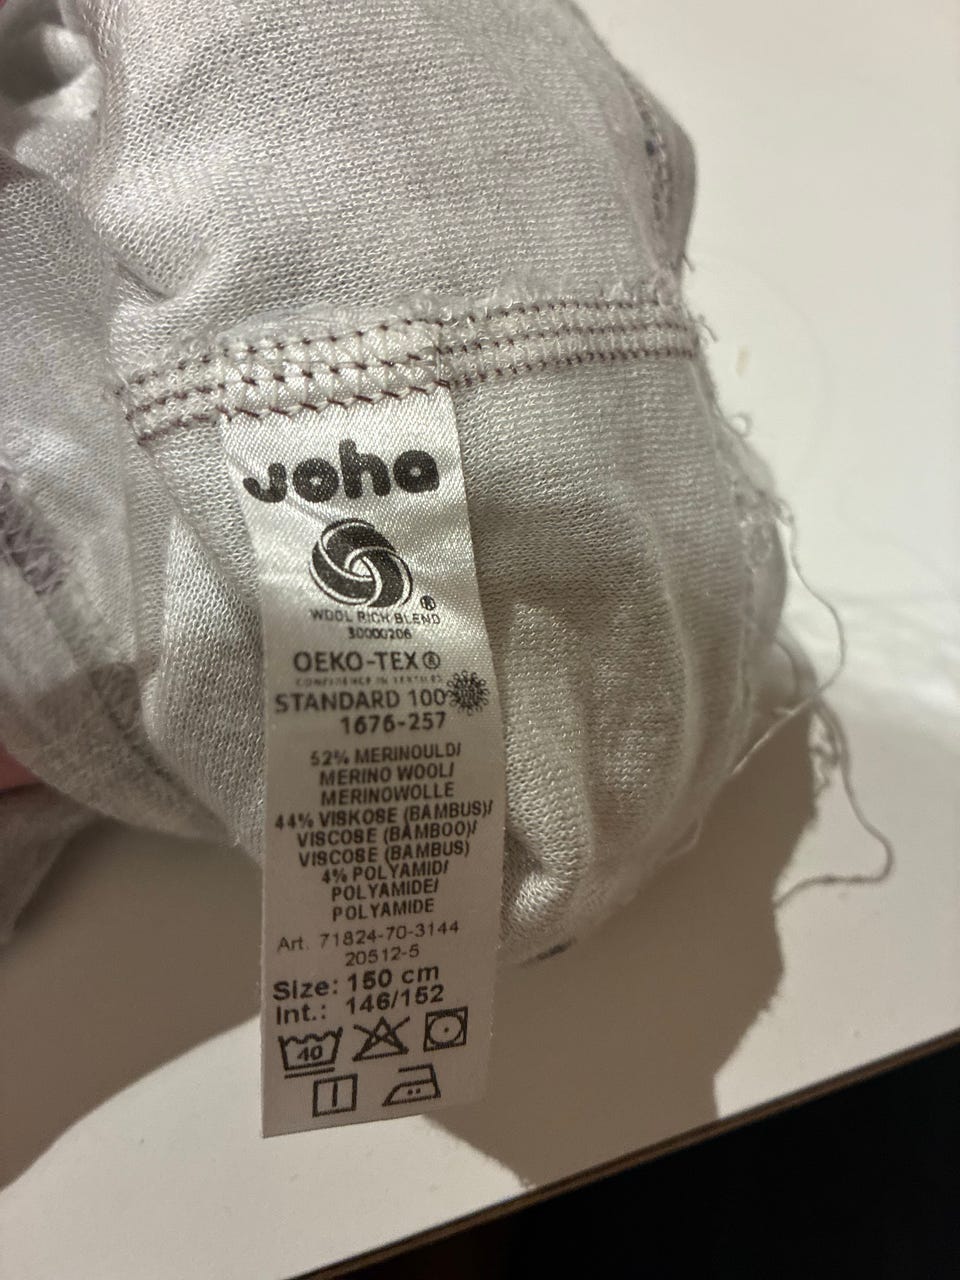 Joha
®
WOOL RICH BLEND
30000206
OEKO-TEX®
CONFIDENCE IN TEXTILES
STANDARD 100
1676-257
52% MERINOULD/
MERINO WOOL/
MERINOWOLLE
44% VISKOSE (BAMBUS)/
VISCOSE (BAMBOO)/
VISCOSE (BAMBUS)
4% POLYAMID/
POLYAMIDE/
POLYAMIDE
Art. 71824-70-3144
20512-5
Size: 150 cm
Int.: 146/152
40